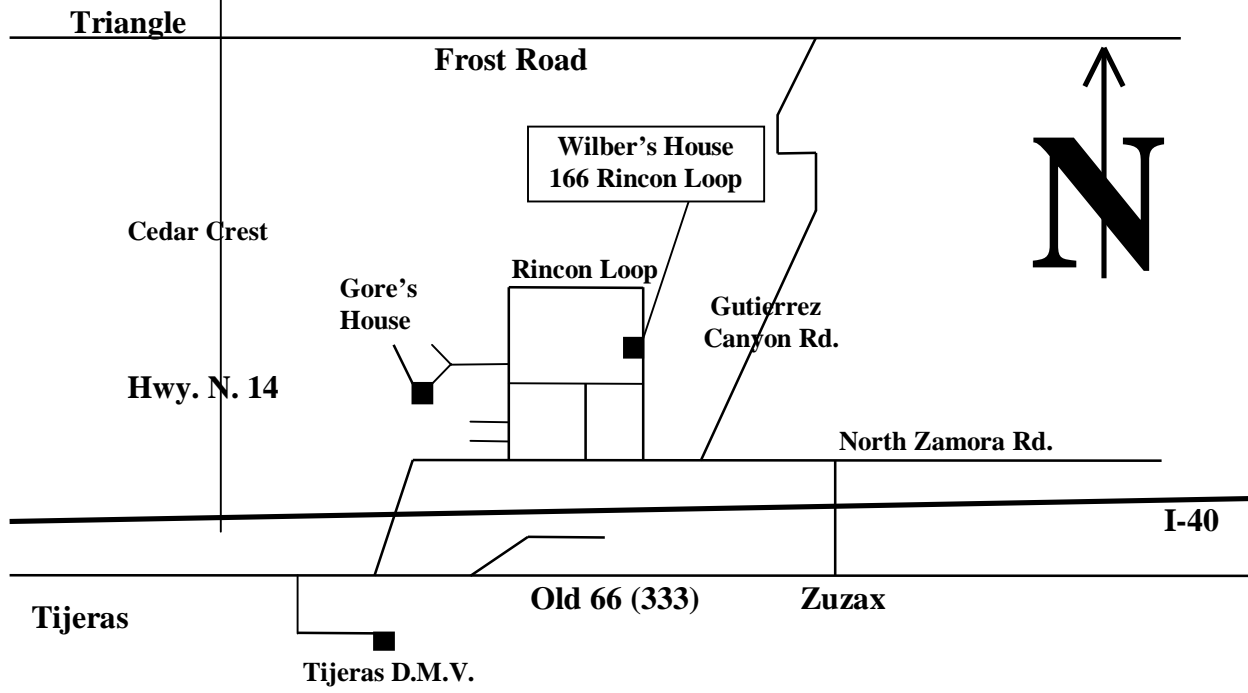 Triangle
Frost Road
Wilber's House
166 Rincon Loop
N
Cedar Crest
Rincon Loop
Gore's
House
Gutierrez
Canyon Rd.
Hwy. N. 14
North Zamora Rd.
I-40
Old 66 (333)
Zuzax
Tijeras
Tijeras D.M.V.